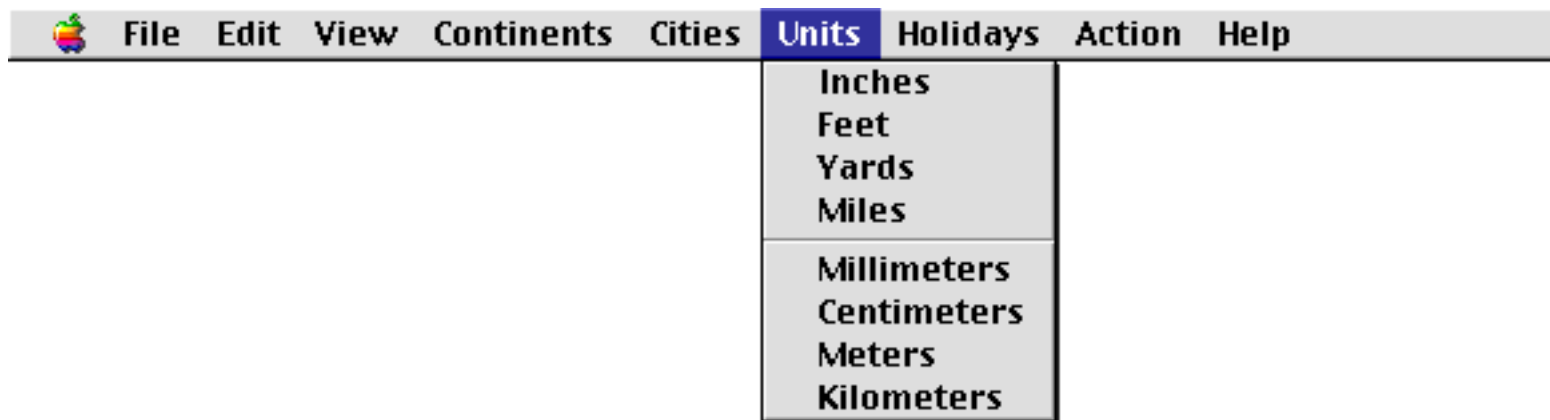 File Edit View Continents Cities Units Holidays Action Help
Inches
Feet
Yards
Miles
Millimeters
Centimeters
Meters
Kilometers